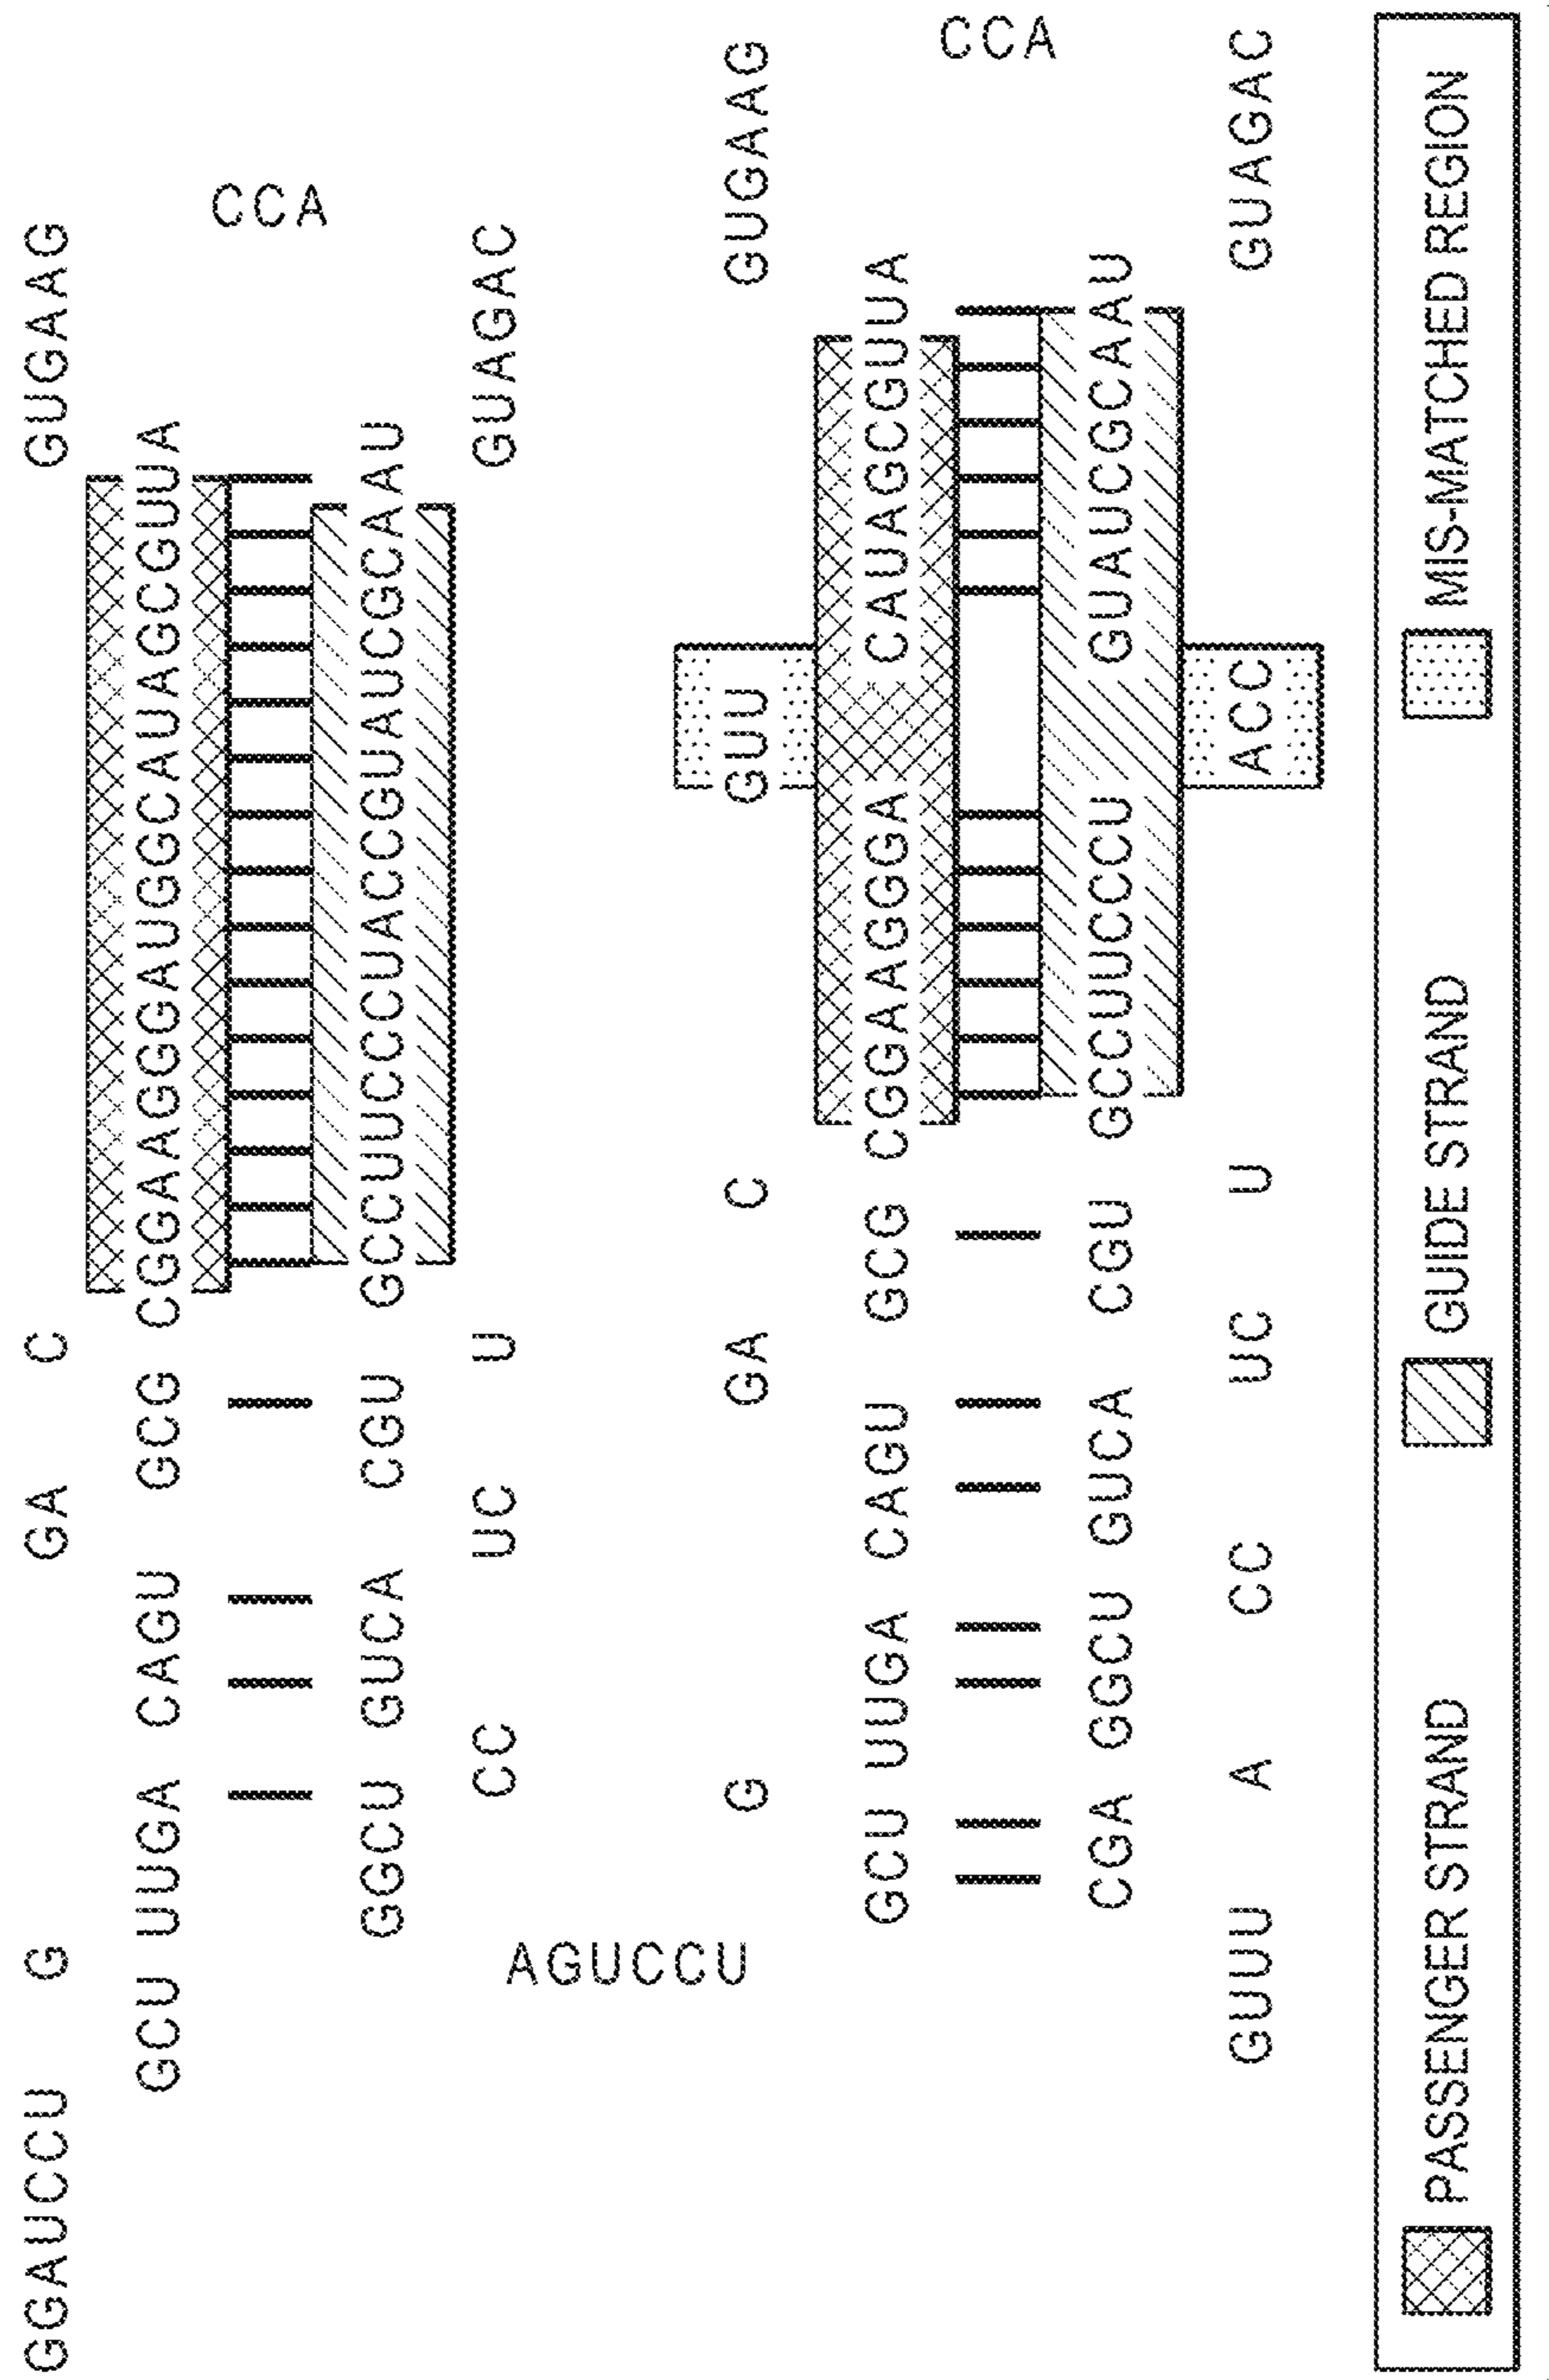 GGAUCCU G GA C GUGAAG
GCU UUGA CAGU GCG CGGAAGGGAUGGCAUAGCGUUA
CCA
GGCU GUCA CGU GCCUUCCCUACCGUAUCGCAAU
CC UC U GUAGAC
AGUCCU
G GA C GUU GUGAAG
GCU UUGA CAGU GCG CGGAAGGGA CAUAGCGUUA
CCA
CGA GGCU GUCA CGU GCCUUCCCU GUAUCGCAAU
GUUU A CC UC U ACC GUAGAC
PASSENGER STRAND GUIDE STRAND MIS-MATCHED REGION